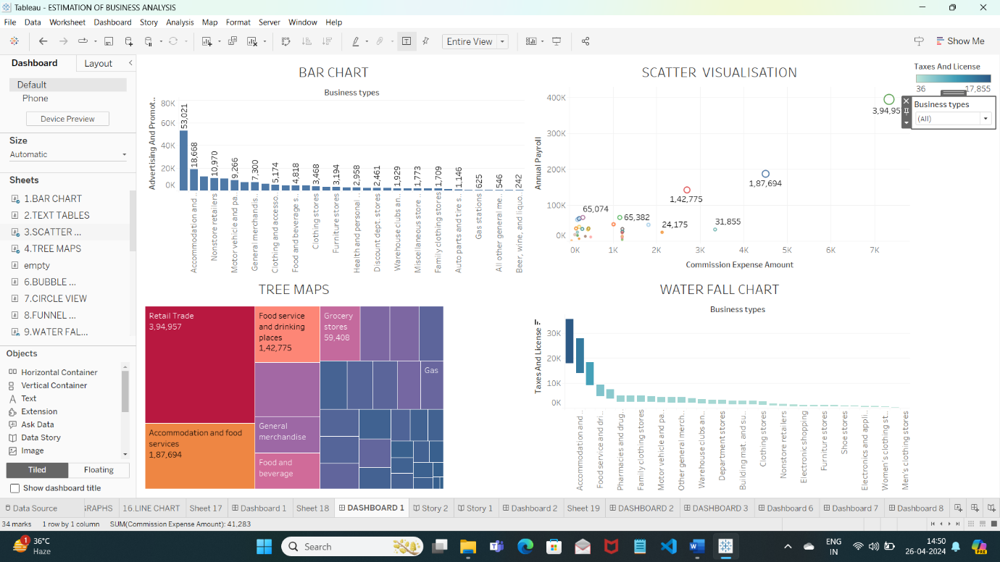 Tableau - ESTIMATION OF BUSINESS ANALYSIS
File Data Worksheet Dashboard Story Analysis Map Format Server Window Help
Entire View
Show Me
Dashboard Layout
Default
Phone
Device Preview
Size
Automatic
Sheets
1.BAR CHART
2.TEXT TABLES
3.SCATTER ...
4.TREE MAPS
empty
6.BUBBLE ...
7.CIRCLE VIEW
8.FUNNEL ...
9.WATER FAL...
Objects
Horizontal Container
Vertical Container
Text
Extension
Ask Data
Data Story
Image
Tiled Floating
Show dashboard title
BAR CHART
Business types
Advertising And Promot..
80K
60K
40K
20K
0K
53,021
18,668
10,970
9,266
7,300
5,174
4,818
3,468
3,194
2,958
2,461
1,929
1,773
1,709
1,146
625
546
242
Accommodation and ..
Nonstore retailers
Motor vehicle and pa..
General merchandis..
Clothing and accesso..
Food and beverage s..
Clothing stores
Furniture stores
Health and personal ..
Discount dept. stores
Warehouse clubs an..
Miscellaneous store ..
Family clothing stores
Auto parts and tire s..
Gas stations
All other general me..
Beer, wine, and liquo..
SCATTER VISUALISATION
Annual Payroll
400K
300K
200K
100K
0K
3,94,957
1,87,694
1,42,775
65,074
65,382
24,175
31,855
0K 1K 2K 3K 4K 5K 6K 7K
Commission Expense Amount
Taxes And License
36 17,855
Business types
(All)
TREE MAPS
Retail Trade
3,94,957
Accommodation and food
services
1,87,694
Food service
and drinking
places
1,42,775
General
merchandise
Food and
beverage
Grocery
stores
59,408
Gas
WATER FALL CHART
Business types
Taxes And License
30K
20K
10K
0K
Accommodation and ..
Food service and dri..
Pharmacies and drug..
Family clothing stores
Motor vehicle and pa..
Other general merch..
Warehouse clubs an..
Department stores
Building mat. and su..
Clothing stores
Nonstore retailers
Electronic shopping
Furniture stores
Shoe stores
Electronics and appli..
Women's clothing st..
Men's clothing stores
Data Source GRAPHS 16.LINE CHART Sheet 17 Dashboard 1 Sheet 18 DASHBOARD 1 Story 2 Story 1 Dashboard 2 Sheet 19 DASHBOARD 2 DASHBOARD 3 Dashboard 6 Dashboard 7 Dashboard 8
34 marks 1 row by 1 column SUM(Commission Expense Amount): 41,283
1
36°C
Haze
Search
ENG
IN
14:50
26-04-2024
PRE